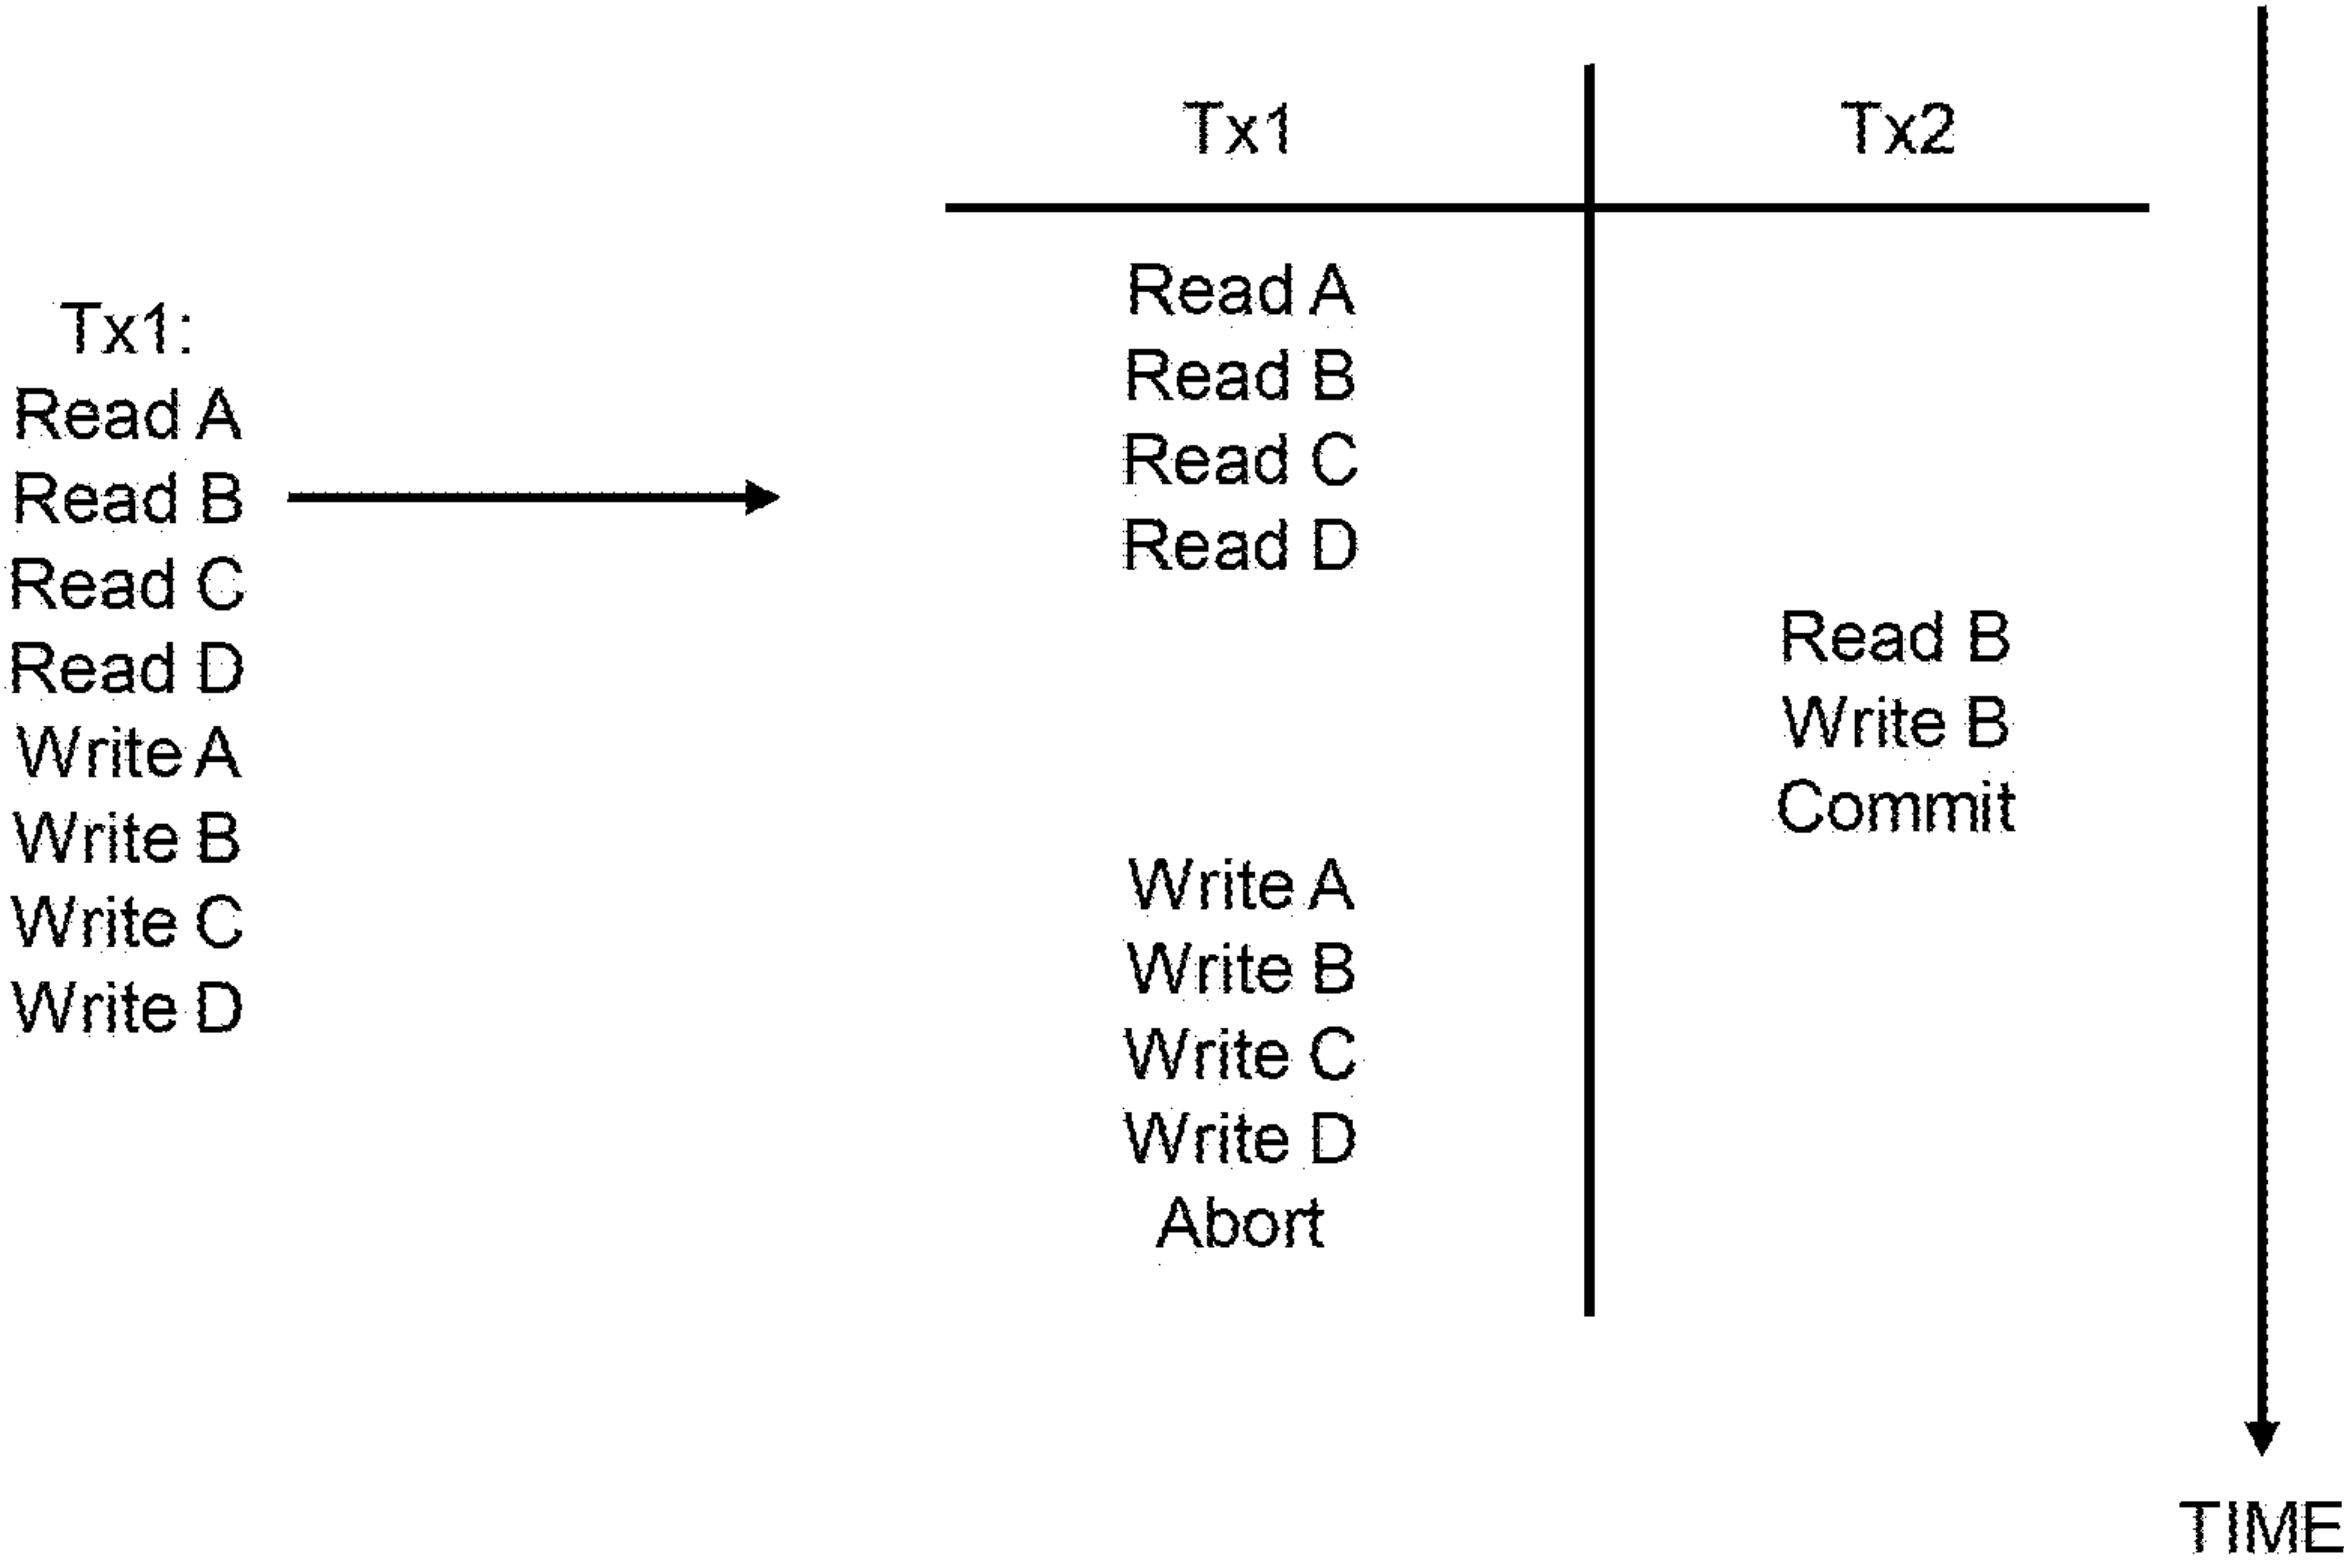 Tx1:
Read A
Read B
Read C
Read D
Write A
Write B
Write C
Write D
Tx1
Tx2
Read A
Read B
Read C
Read D
Read B
Write B
Commit
Write A
Write B
Write C
Write D
Abort
TIME